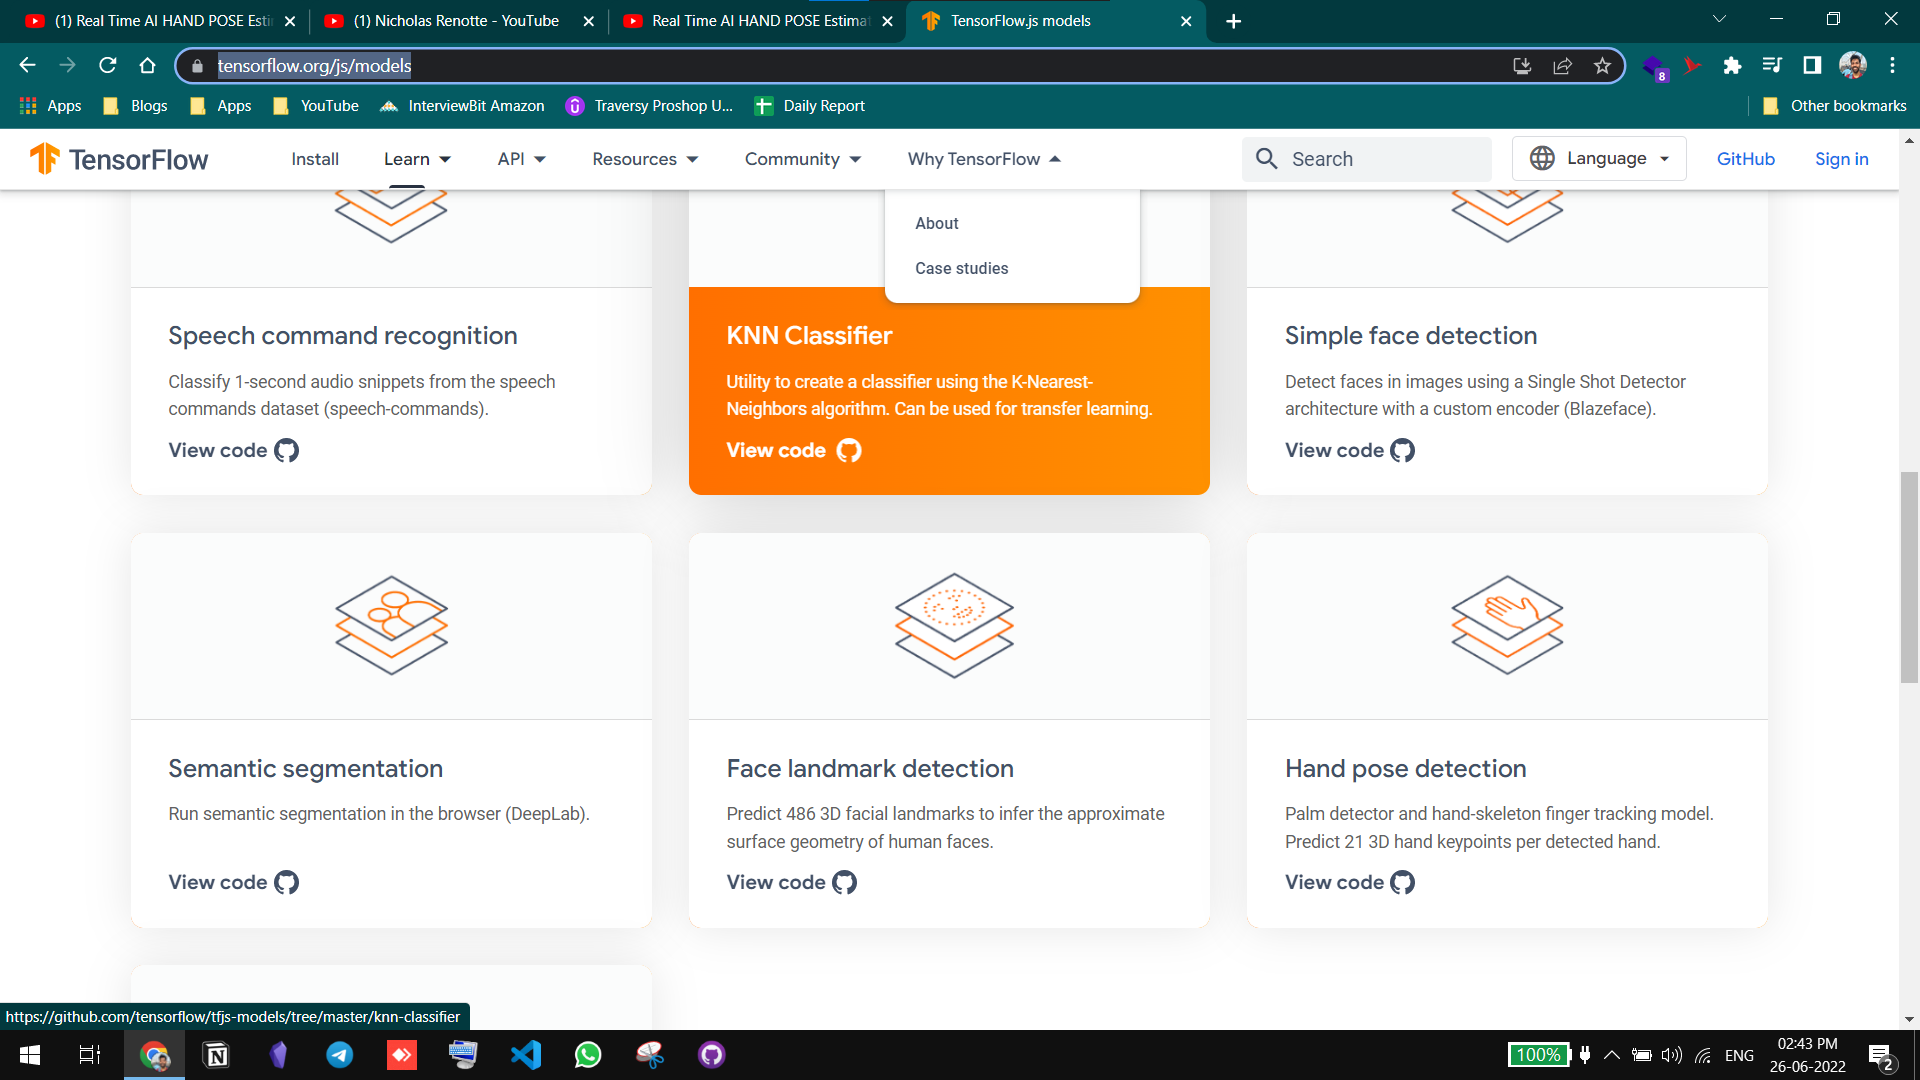 (1) Real Time AI HAND POSE Estim
(1) Nicholas Renotte - YouTube
Real Time AI HAND POSE Estimat
TensorFlow.js models
tensorflow.org/js/models
8
Apps
Blogs
Apps
YouTube
InterviewBit Amazon
Traversy Proshop U...
Daily Report
Other bookmarks
TensorFlow
Install
Learn
API
Resources
Community
Why TensorFlow
Search
Language
GitHub
Sign in
About
Case studies
Speech command recognition
Classify 1-second audio snippets from the speech
commands dataset (speech-commands).
View code
KNN Classifier
Utility to create a classifier using the K-Nearest-
Neighbors algorithm. Can be used for transfer learning.
View code
Simple face detection
Detect faces in images using a Single Shot Detector
architecture with a custom encoder (Blazeface).
View code
Semantic segmentation
Run semantic segmentation in the browser (DeepLab).
View code
Face landmark detection
Predict 486 3D facial landmarks to infer the approximate
surface geometry of human faces.
View code
Hand pose detection
Palm detector and hand-skeleton finger tracking model.
Predict 21 3D hand keypoints per detected hand.
View code
https://github.com/tensorflow/tfjs-models/tree/master/knn-classifier
100%
ENG
02:43 PM
26-06-2022
2